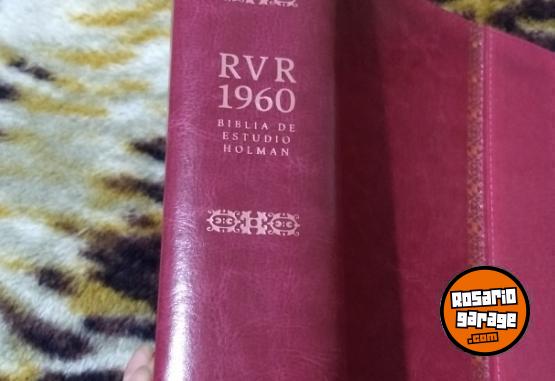 RVR
1960
BIBLIA DE
ESTUDIO
HOLMAN
ROSARIO
GARAGE
.COM